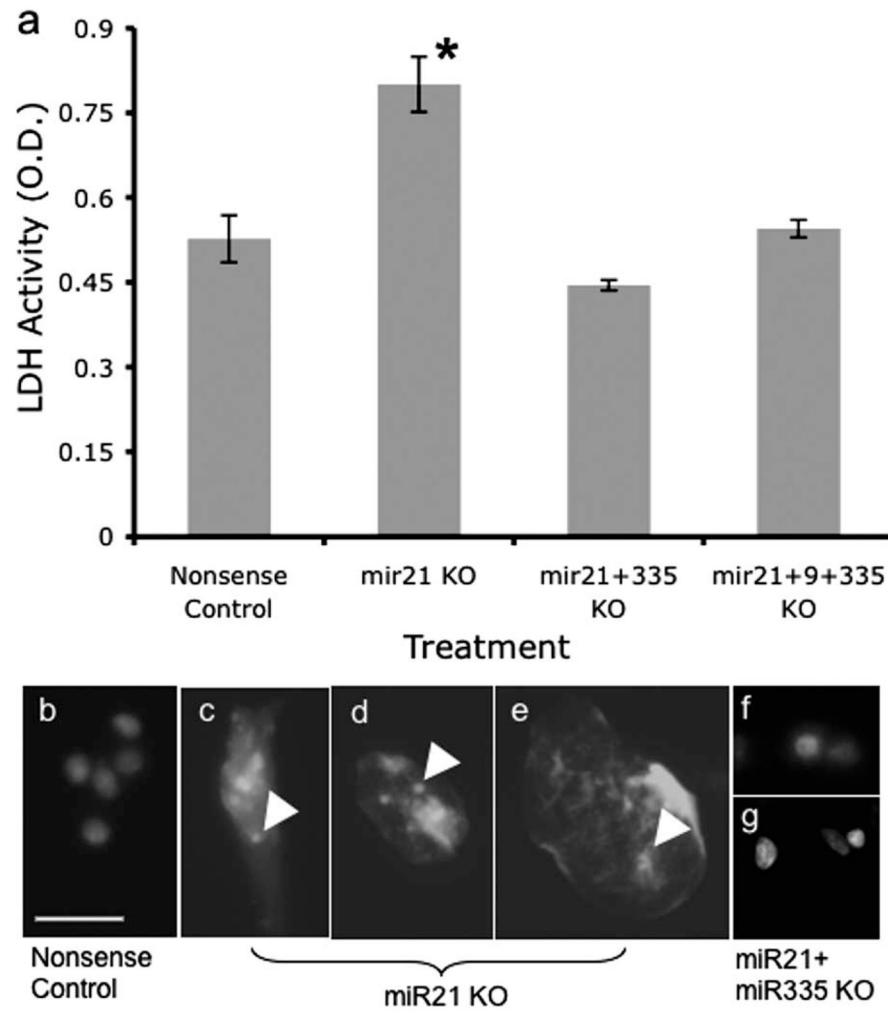 a
LDH Activity (O.D.)
0.9
0.75
0.6
0.45
0.3
0.15
0
*
Nonsense
Control
mir21 KO
mir21+335
KO
mir21+9+335
KO
Treatment
b
c
d
e
f
g
Nonsense
Control
miR21 KO
miR21+
miR335 KO